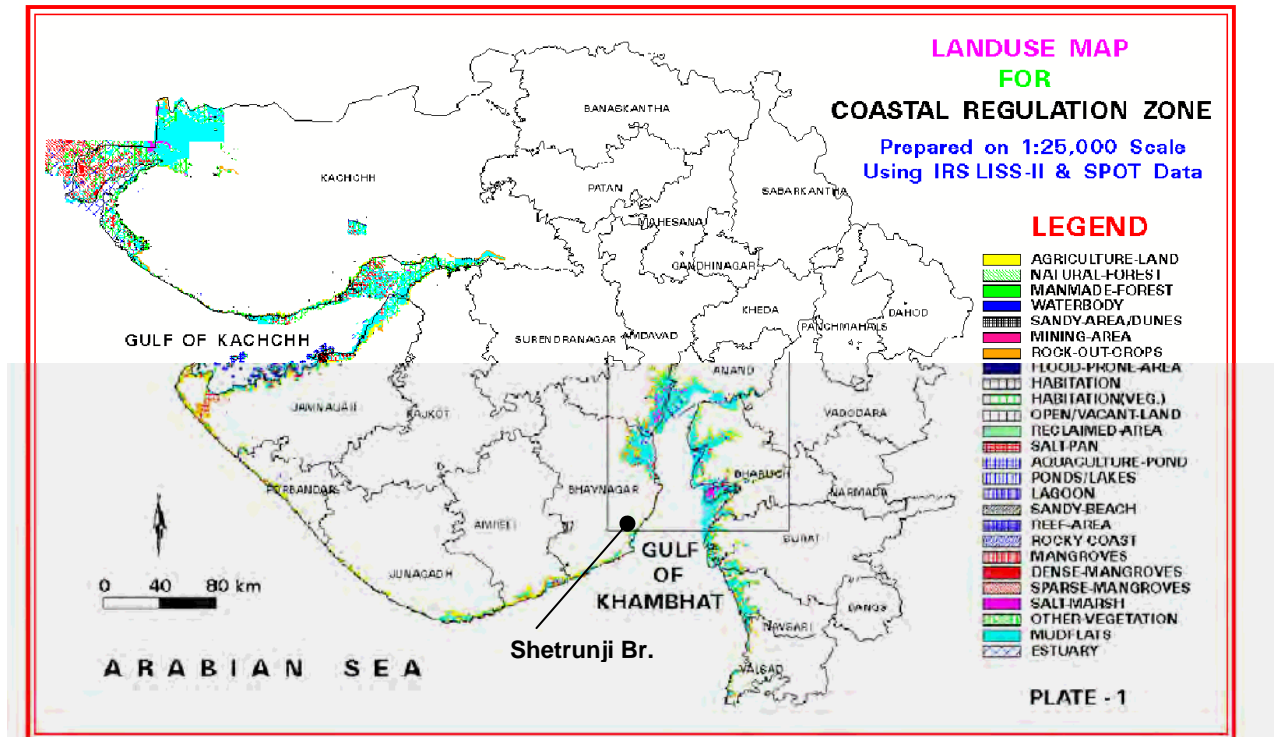 LANDUSE MAP
FOR
COASTAL REGULATION ZONE
Prepared on 1:25,000 Scale
Using IRS LISS-II & SPOT Data
BANASKANTHA
KACHCHH
PATAN
SABARKANTHA
MAHESANA
GANDHINAGAR
KHEDA
DAHOD
PANCHMAHALS
GULF OF KACHCHH
SURENDRANAGAR
AMDAVAD
ANAND
RAJKOT
VADODARA
BHAVNAGAR
BHARUCH
NARMADA
PORBANDAR
AMRELI
SURAT
JUNAGADH
GULF
OF
KHAMBHAT
DANGS
NAVSARI
VALSAD
0 40 80 km
Shetrunji Br.
ARABIAN SEA
LEGEND
AGRICULTURE-LAND
NATURAL-FOREST
MANMADE-FOREST
WATERBODY
SANDY-AREA/DUNES
MINING-AREA
ROCK-OUT-CROPS
FLOOD-PRONE-AREA
HABITATION
HABITATION(VEG.)
OPEN/VACANT-LAND
RECLAIMED-AREA
SALT-PAN
AQUACULTURE-POND
PONDS/LAKES
LAGOON
SANDY-BEACH
REEF-AREA
ROCKY COAST
MANGROVES
DENSE-MANGROVES
SPARSE-MANGROVES
SALT-MARSH
OTHER-VEGETATION
MUDFLATS
ESTUARY
PLATE - 1